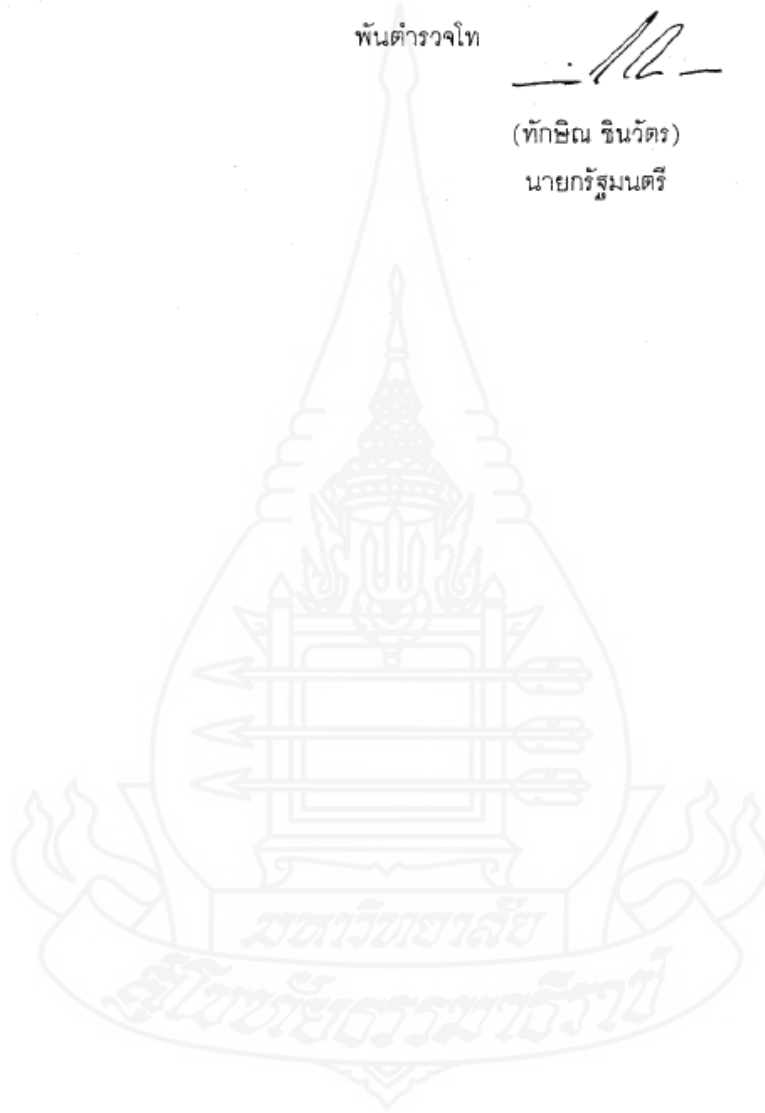 พันตำรวจโท
(ทักษิณ ชินวัตร)
นายกรัฐมนตรี
มหาวิทยาลัย
สุโขทัยธรรมาธิราช